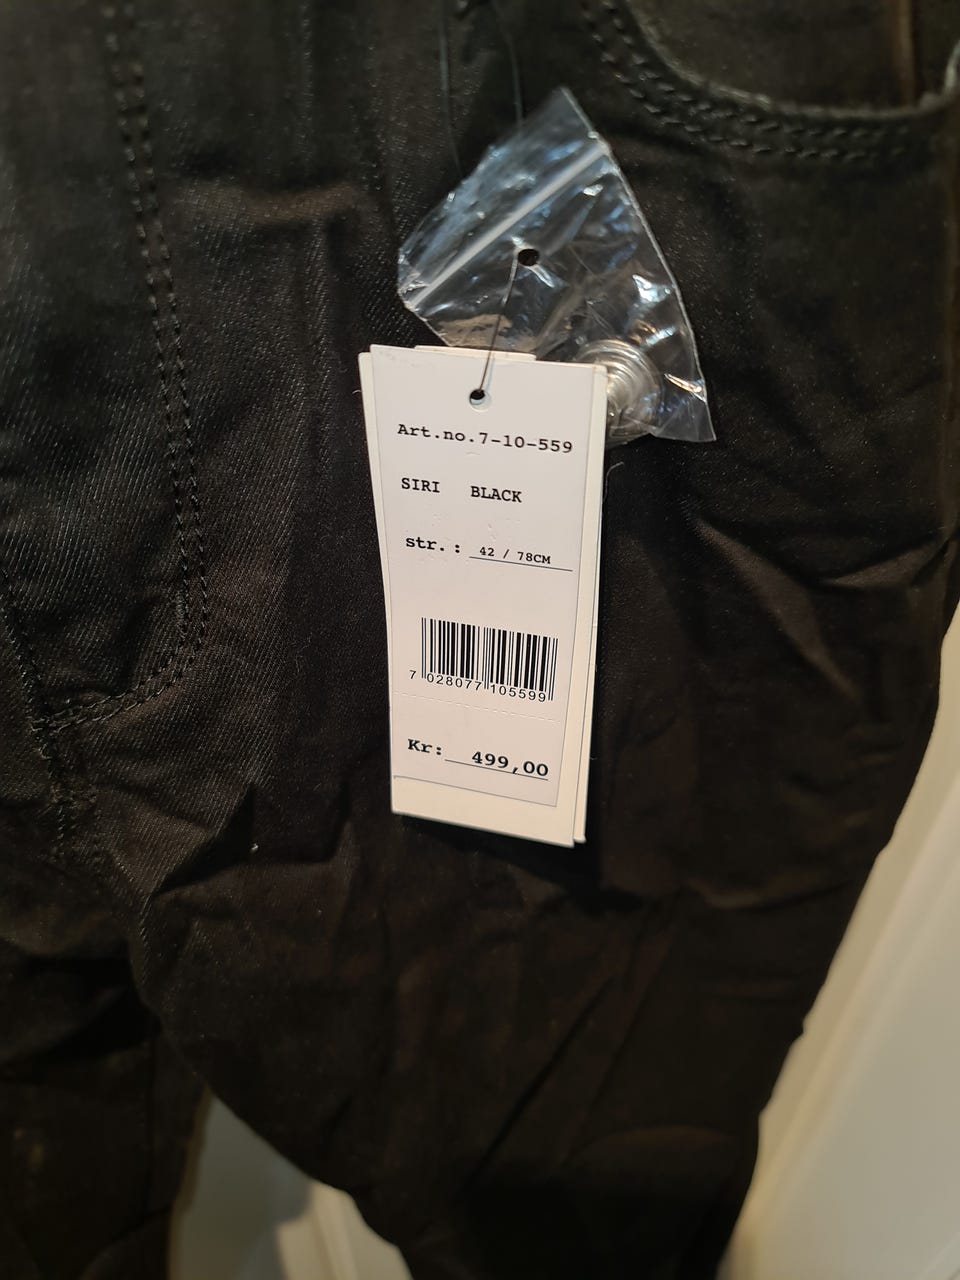 Art.no.7-10-559
SIRI BLACK
str.: 42 / 78CM
7 028077 105599
Kr: 499,00